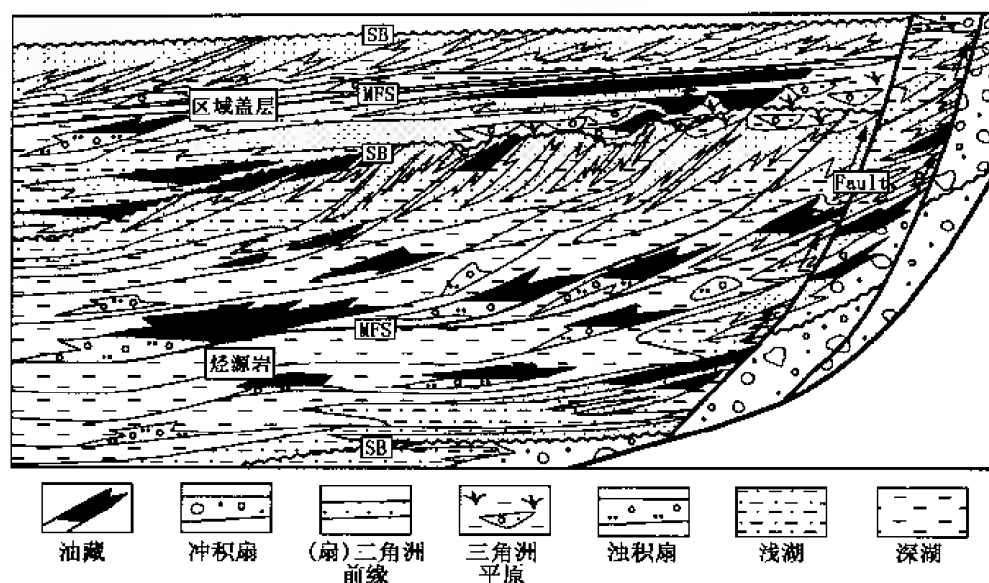 SB
MFS
区域盖层
SB
Fault
MFS
烃源岩
SB
油藏
冲积扇
(扇)二角洲
前缘
三角洲
平原
浊积扇
浅湖
深湖